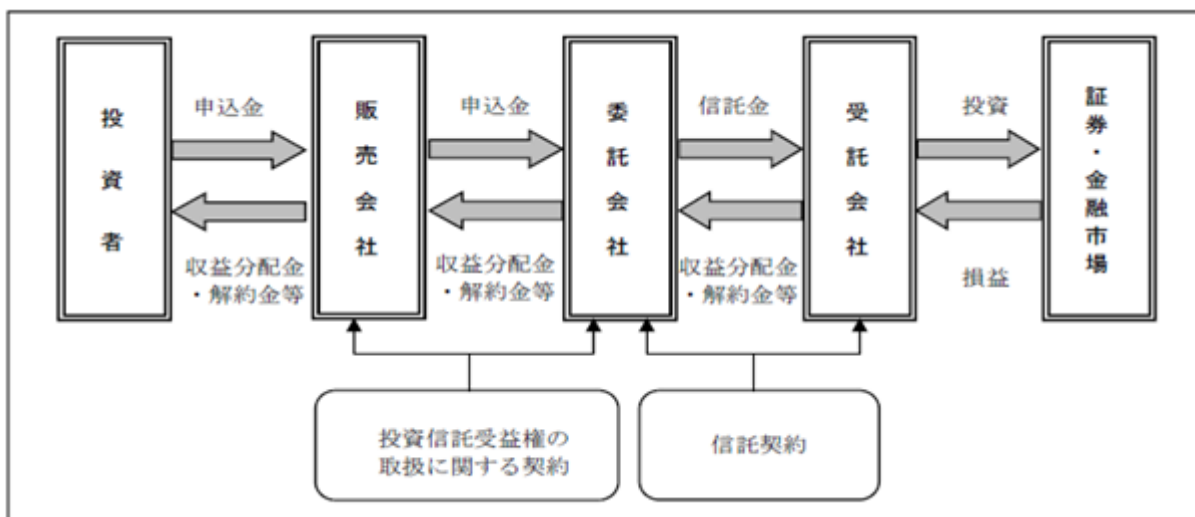 投資者
申込金
収益分配金
・解約金等
販売会社
申込金
収益分配金
・解約金等
委託会社
信託金
収益分配金
・解約金等
受託会社
投資
損益
証券・金融市場
投資信託受益権の
取扱に関する契約
信託契約